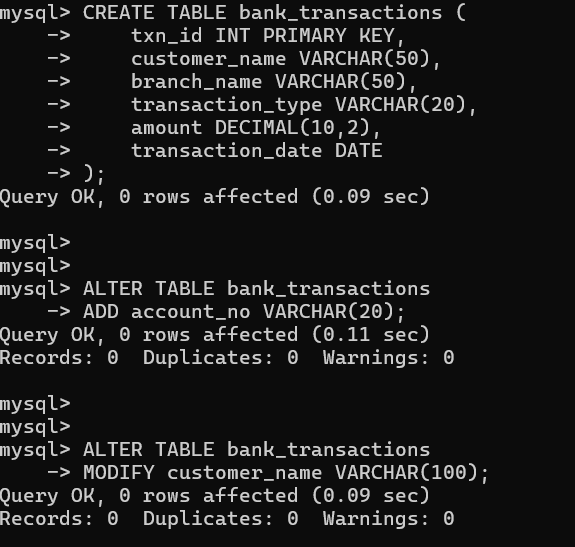 mysql> CREATE TABLE bank_transactions (
    ->     txn_id INT PRIMARY KEY,
    ->     customer_name VARCHAR(50),
    ->     branch_name VARCHAR(50),
    ->     transaction_type VARCHAR(20),
    ->     amount DECIMAL(10,2),
    ->     transaction_date DATE
    -> );
Query OK, 0 rows affected (0.09 sec)
mysql>
mysql>
mysql> ALTER TABLE bank_transactions
    -> ADD account_no VARCHAR(20);
Query OK, 0 rows affected (0.11 sec)
Records: 0  Duplicates: 0  Warnings: 0
mysql>
mysql>
mysql> ALTER TABLE bank_transactions
    -> MODIFY customer_name VARCHAR(100);
Query OK, 0 rows affected (0.09 sec)
Records: 0  Duplicates: 0  Warnings: 0